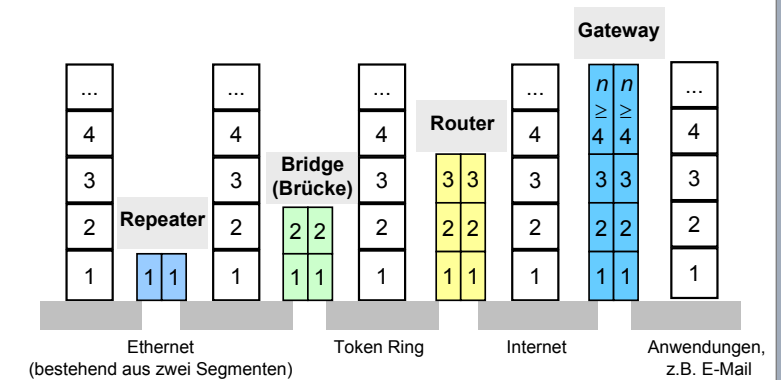 Gateway
... ... ... ... n n ...
≥ ≥
4 4 4 4 4 4 4
Router
Bridge
(Brücke)
3 3 3 3 3 3 3 3 3
Repeater
2 2 2 2 2 2 2 2 2 2 2
1 1 1 1 1 1 1 1 1 1 1 1 1
Ethernet
(bestehend aus zwei Segmenten)
Token Ring
Internet
Anwendungen,
z.B. E-Mail